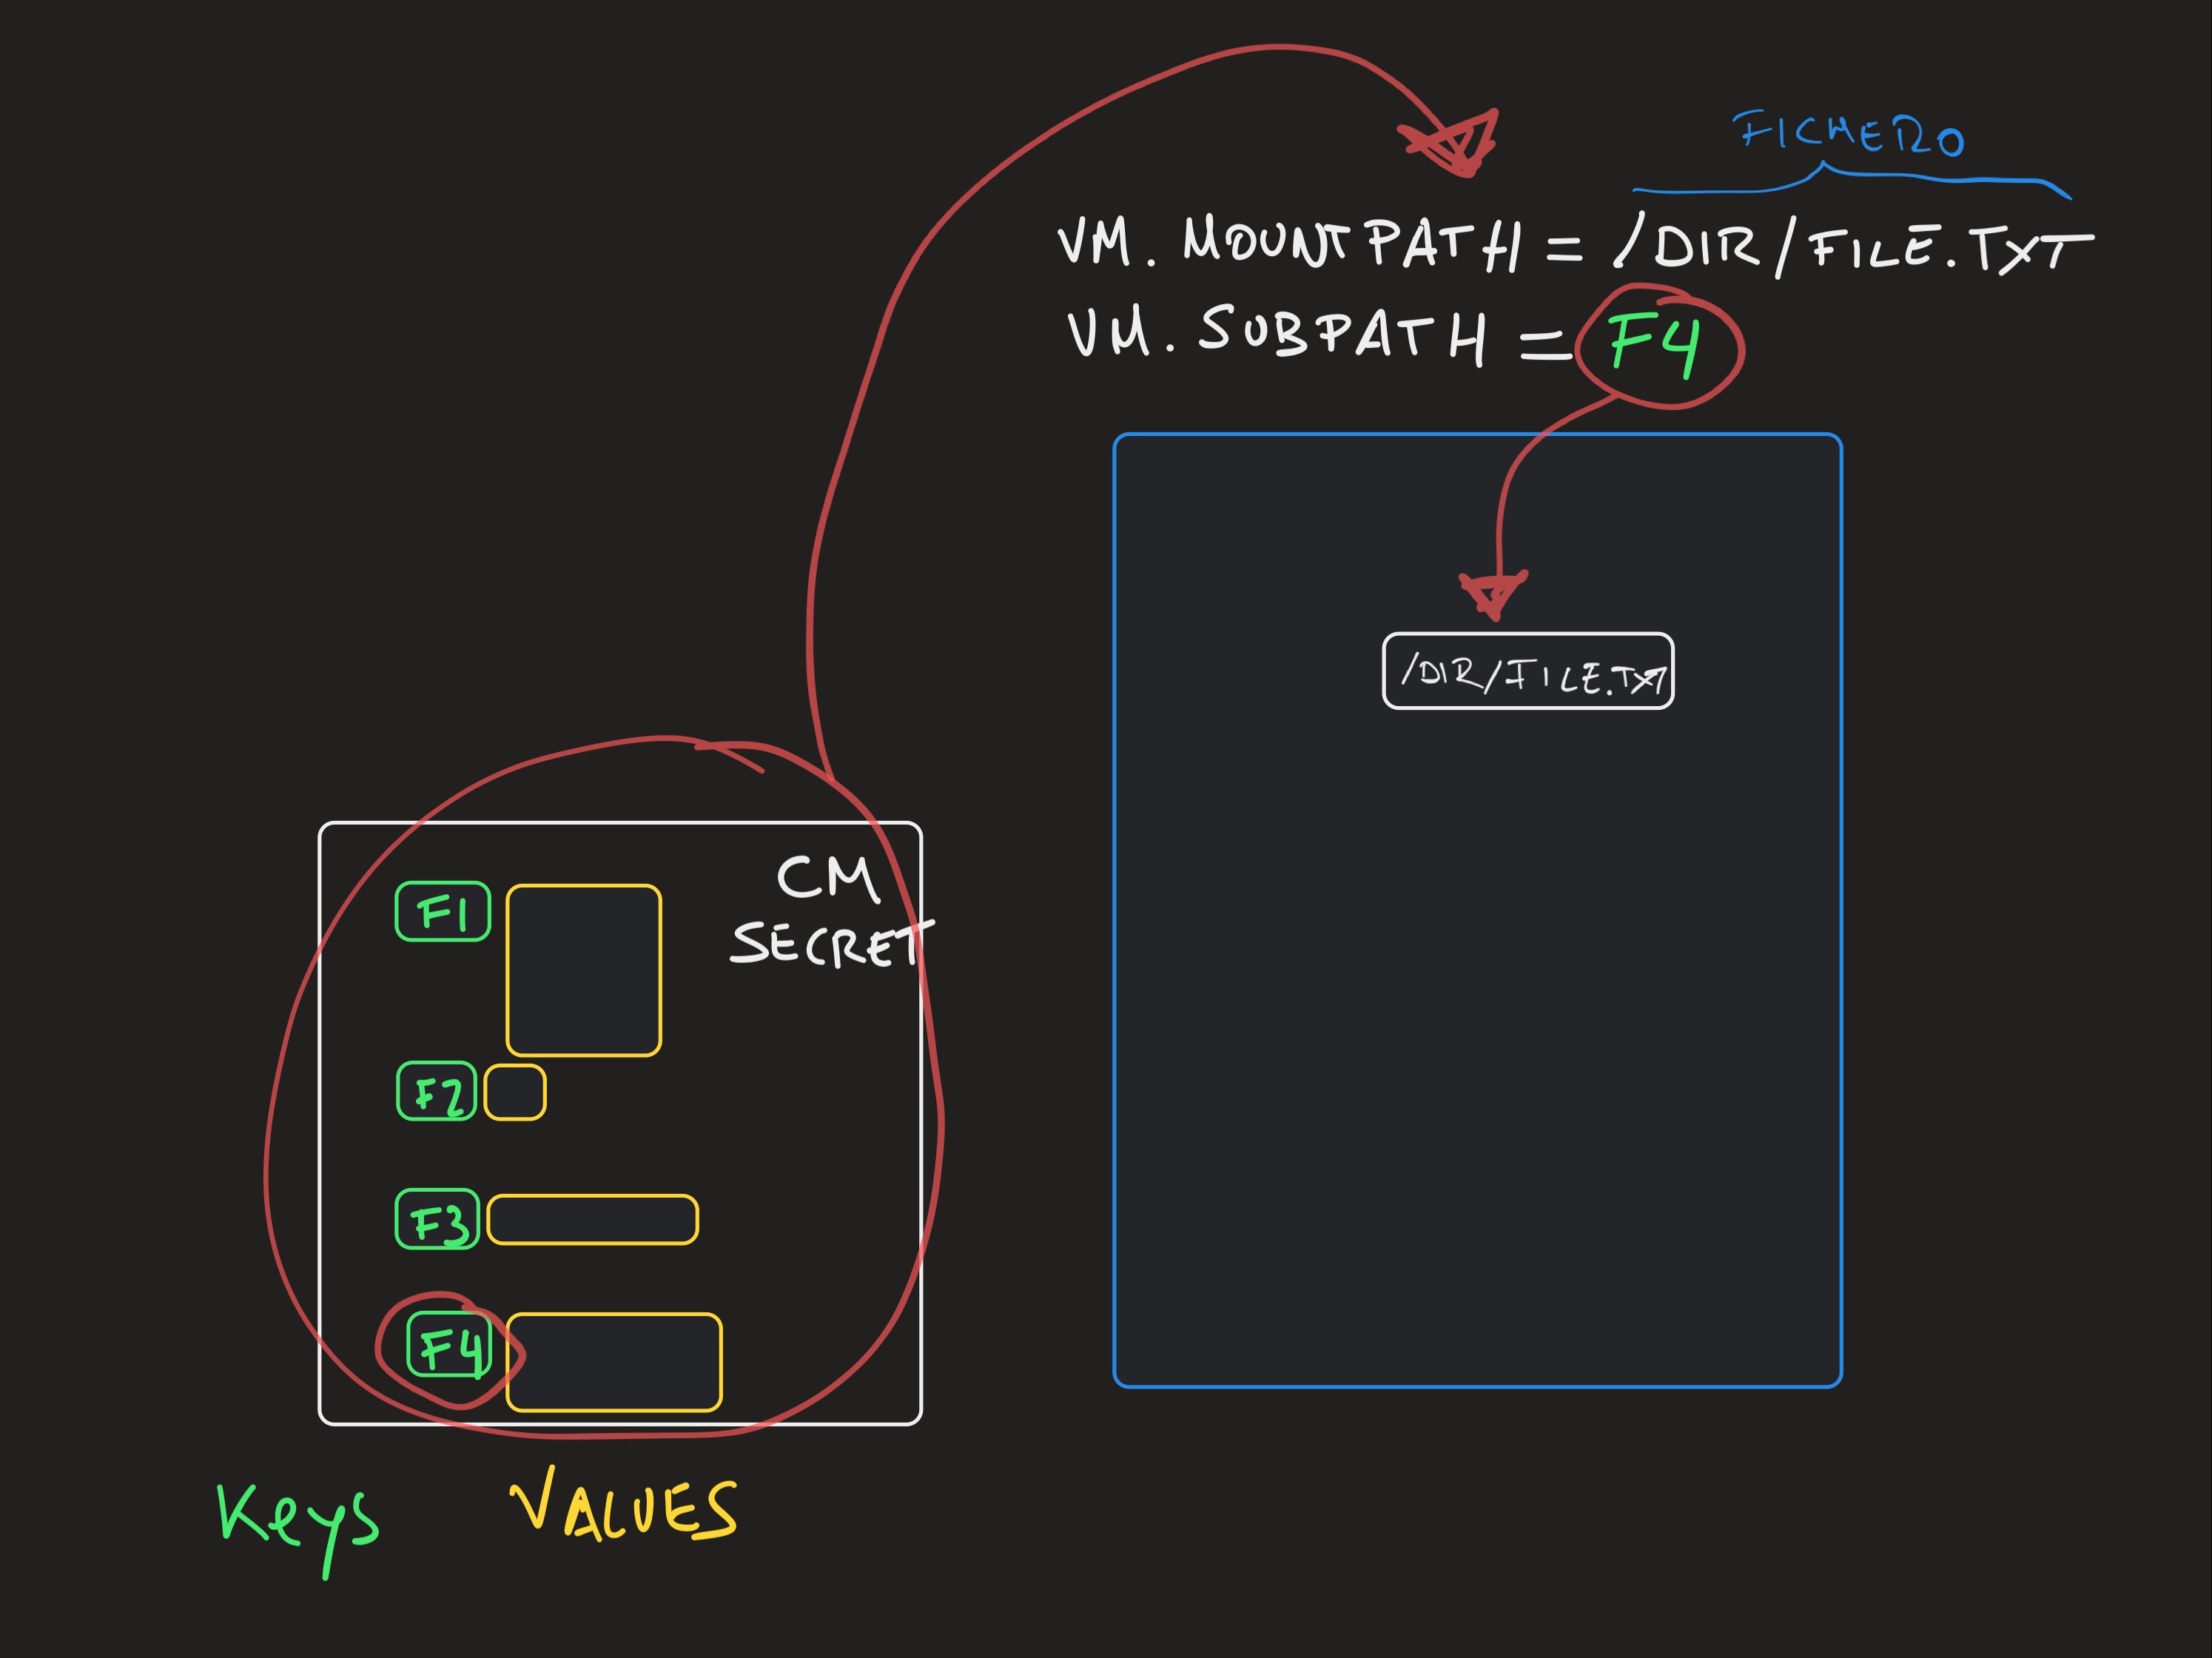 FICHERO
VM.MOUNTPATH=/DIR/FILE.TXT
VM.SUBPATH=F4
/DIR/FILE.TXT
CM
SECRET
F1
F2
F3
F4
Keys VALUES